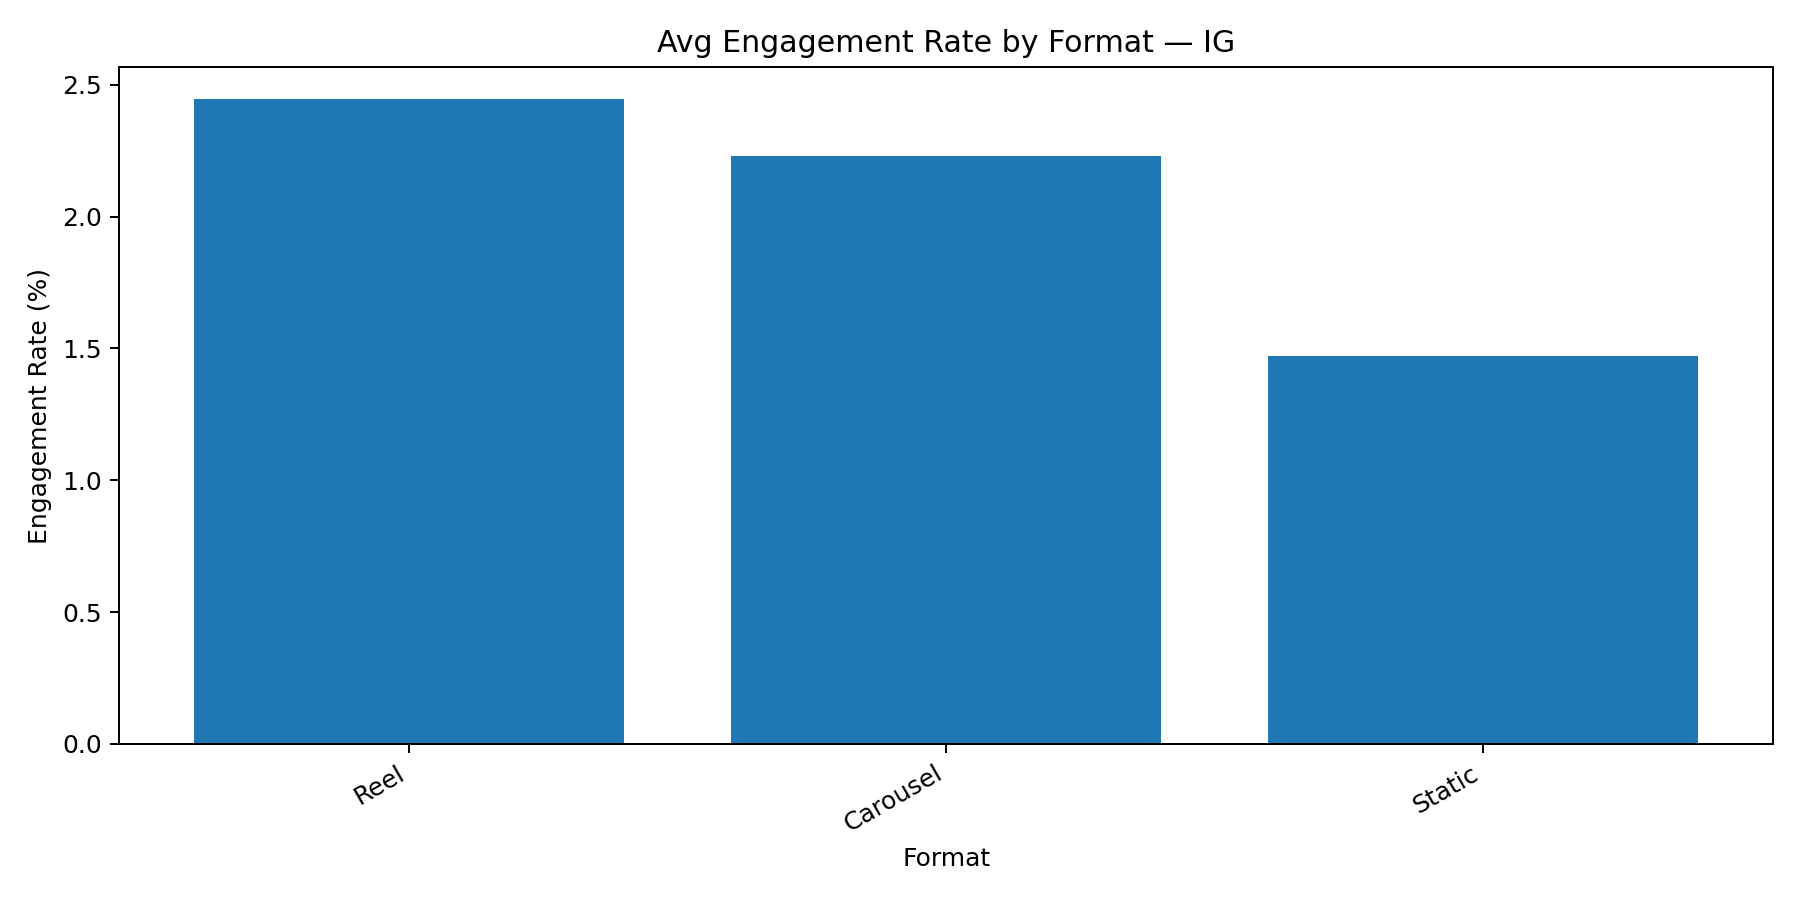 Avg Engagement Rate by Format — IG
Engagement Rate (%)
2.5
2.0
1.5
1.0
0.5
0.0
Reel
Carousel
Static
Format